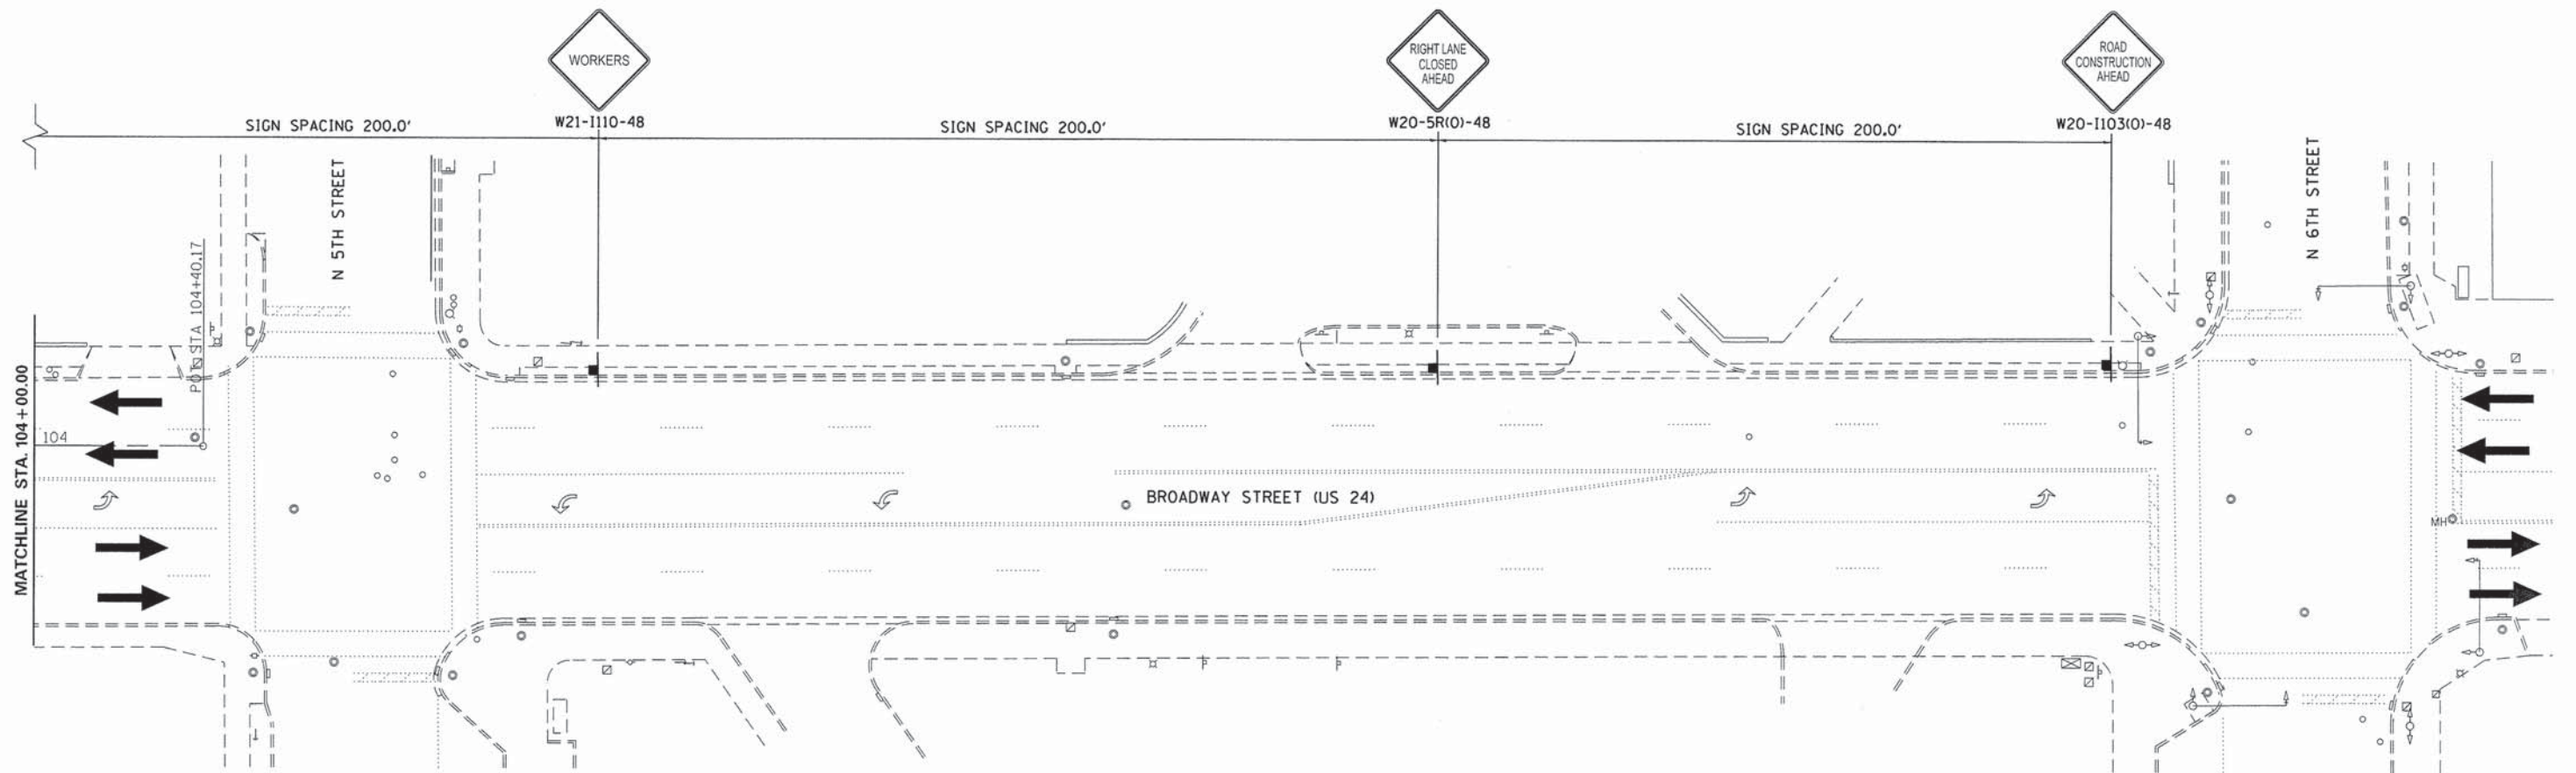 WORKERS
RIGHT LANE
CLOSED
AHEAD
ROAD
CONSTRUCTION
AHEAD
SIGN SPACING 200.0'
W21-I110-48
SIGN SPACING 200.0'
W20-5R(O)-48
SIGN SPACING 200.0'
W20-I103(O)-48
N 5TH STREET
N 6TH STREET
STA 104+40.17
MATCHLINE STA. 104+00.00
104
BROADWAY STREET (US 24)
MH